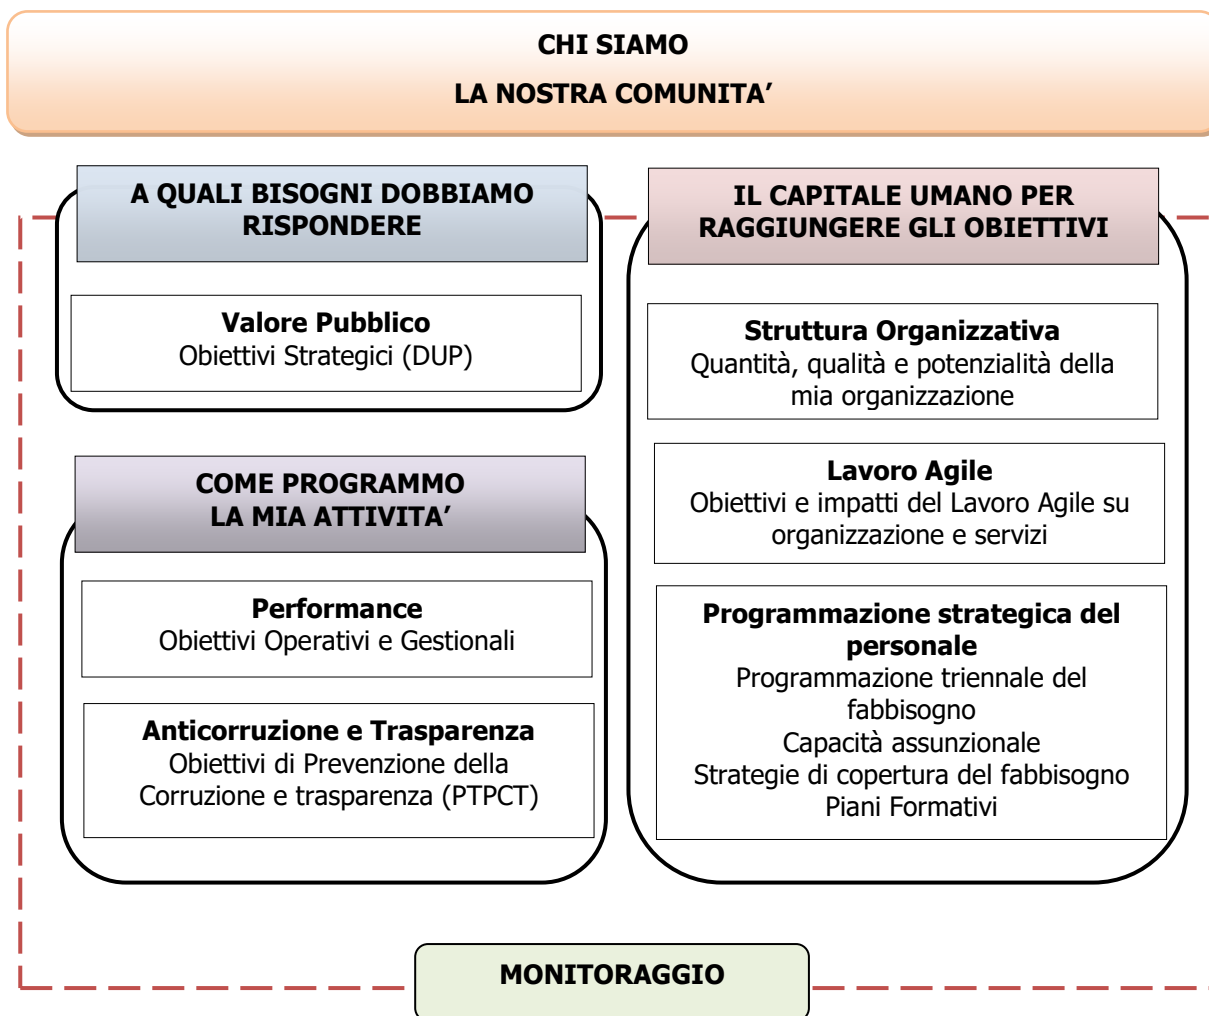 CHI SIAMO
LA NOSTRA COMUNITA’
A QUALI BISOGNI DOBBIAMO
RISPONDERE
Valore Pubblico
Obiettivi Strategici (DUP)
COME PROGRAMMO
LA MIA ATTIVITA’
Performance
Obiettivi Operativi e Gestionali
Anticorruzione e Trasparenza
Obiettivi di Prevenzione della
Corruzione e trasparenza (PTPCT)
IL CAPITALE UMANO PER
RAGGIUNGERE GLI OBIETTIVI
Struttura Organizzativa
Quantità, qualità e potenzialità della
mia organizzazione
Lavoro Agile
Obiettivi e impatti del Lavoro Agile su
organizzazione e servizi
Programmazione strategica del
personale
Programmazione triennale del
fabbisogno
Capacità assunzionale
Strategie di copertura del fabbisogno
Piani Formativi
MONITORAGGIO